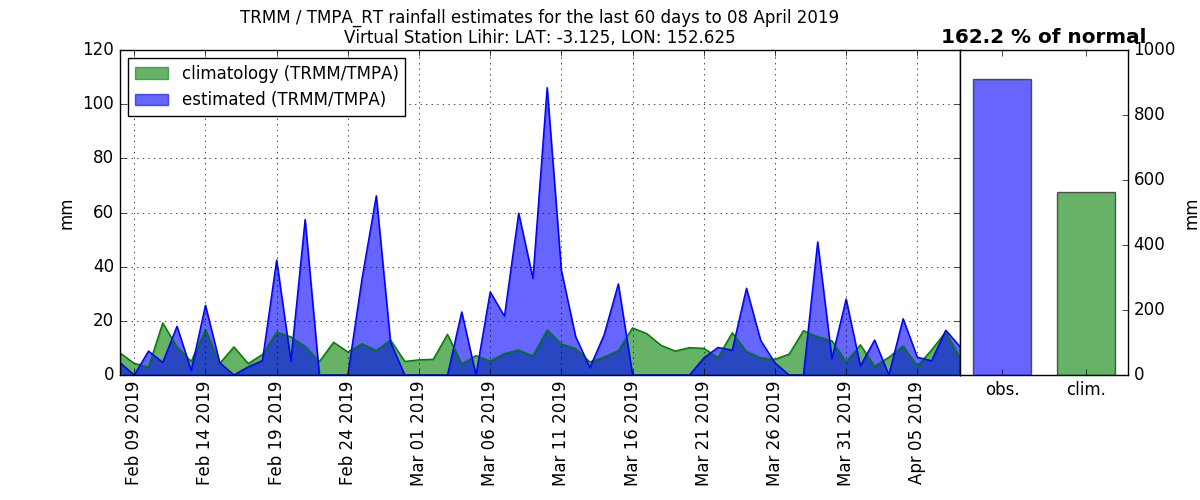 TRMM / TMPA_RT rainfall estimates for the last 60 days to 08 April 2019
Virtual Station Lihir: LAT: -3.125, LON: 152.625
162.2 % of normal
climatology (TRMM/TMPA)
estimated (TRMM/TMPA)
mm
120
100
80
60
40
20
0
Feb 09 2019
Feb 14 2019
Feb 19 2019
Feb 24 2019
Mar 01 2019
Mar 06 2019
Mar 11 2019
Mar 16 2019
Mar 21 2019
Mar 26 2019
Mar 31 2019
Apr 05 2019
obs.
clim.
1000
800
600
400
200
0
mm